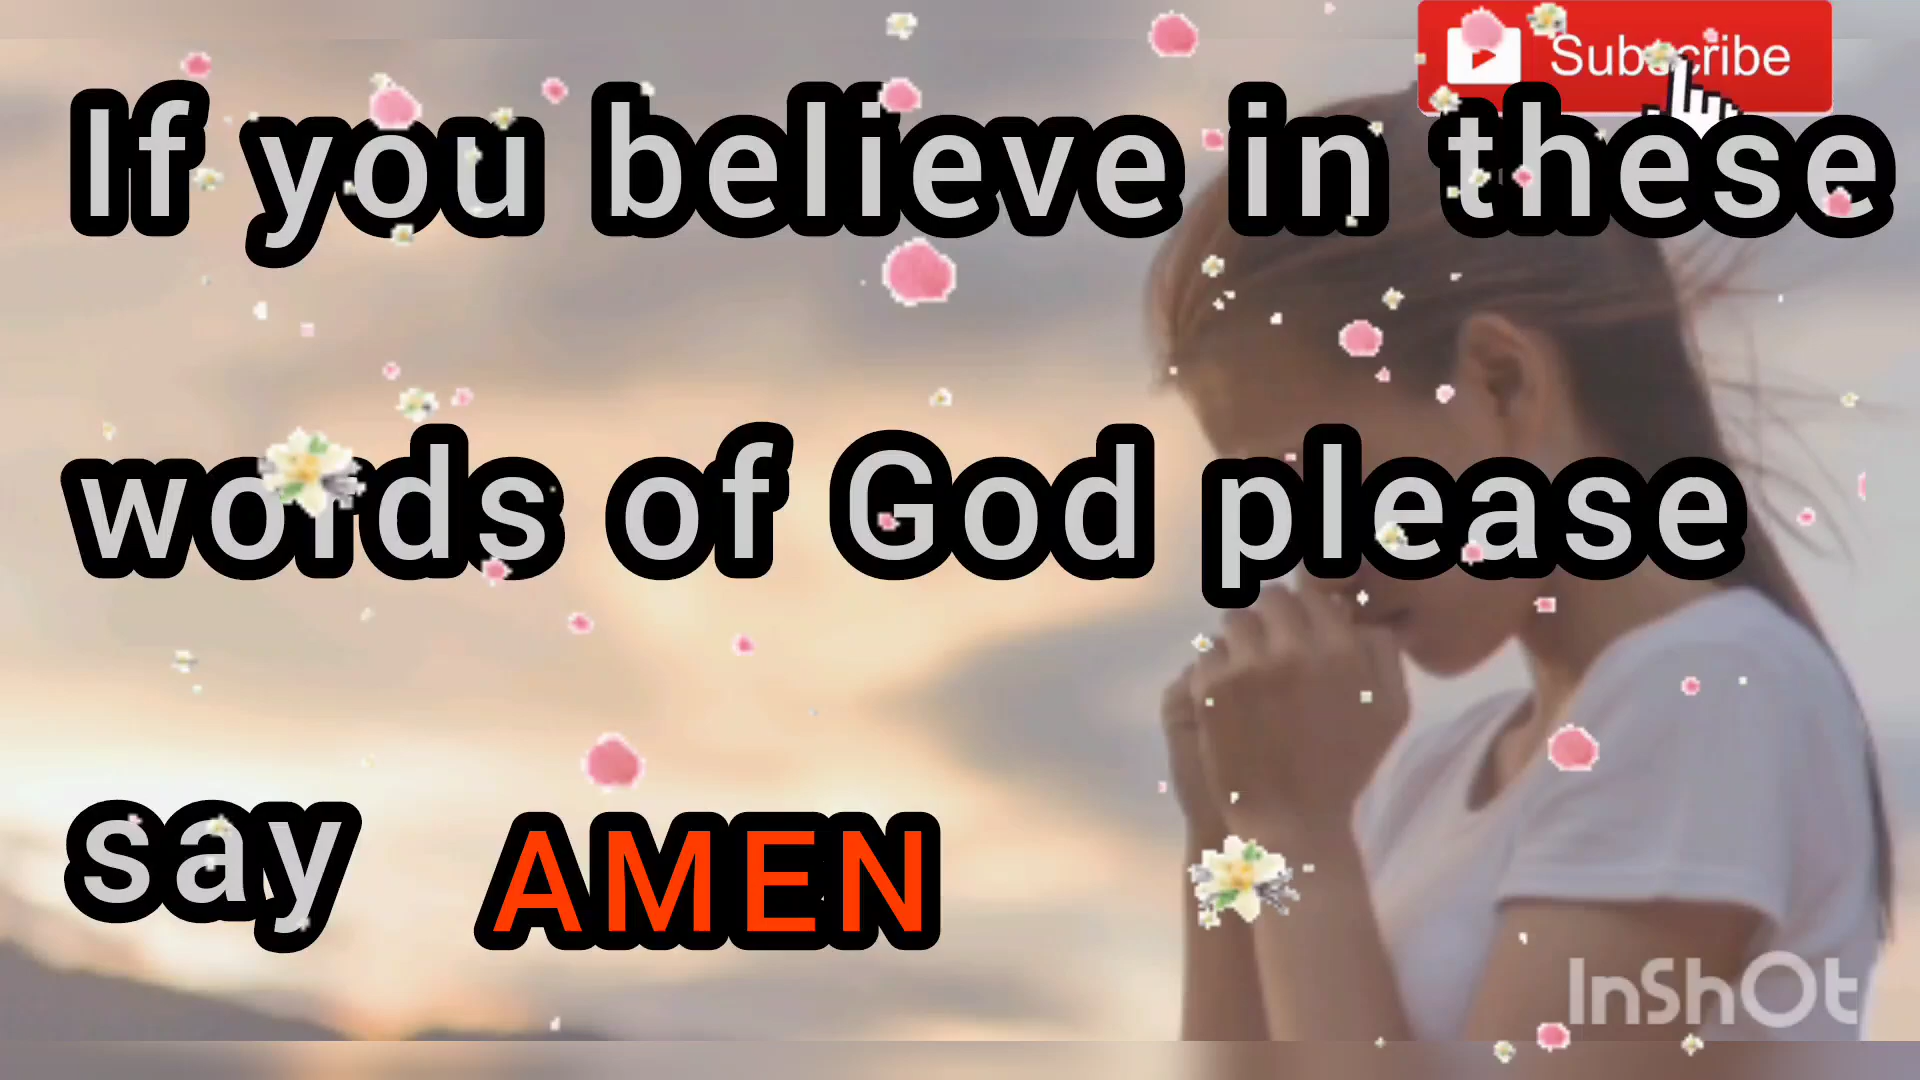 Subscribe
If you believe in these
words of God please
say AMEN
InShOt